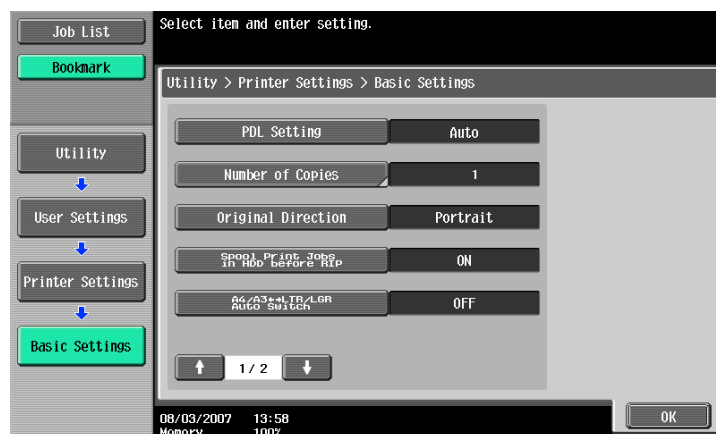 Job List
Bookmark
Select item and enter setting.
Utility > Printer Settings > Basic Settings
Utility
User Settings
Printer Settings
Basic Settings
PDL Setting
Auto
Number of Copies
1
Original Direction
Portrait
Spool Print Jobs
in HDD before RIP
ON
A4/A3↔LTR/LGR
Auto Switch
OFF
1/ 2
08/03/2007 13:58
Memory 100%
OK